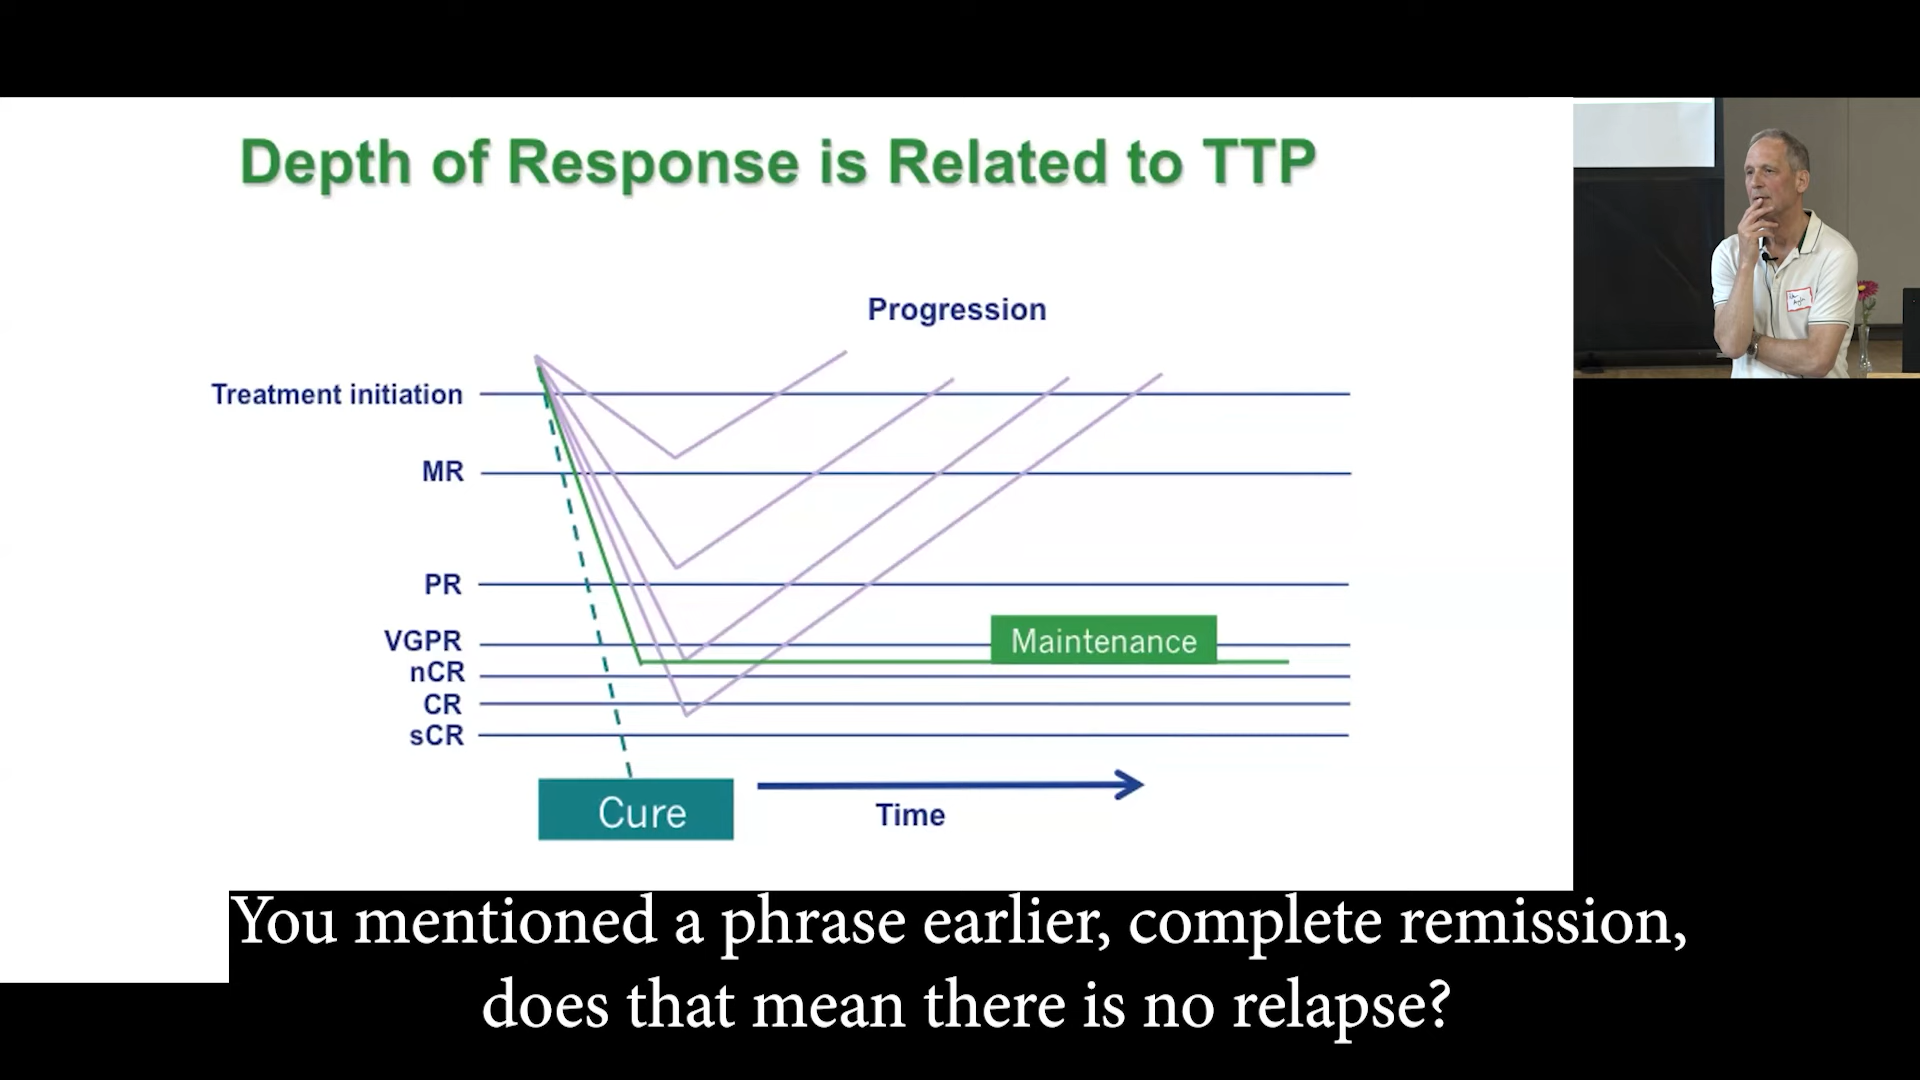 Depth of Response is Related to TTP
Progression
Treatment initiation
MR
PR
VGPR
Maintenance
nCR
CR
sCR
Cure
Time
You mentioned a phrase earlier, complete remission,
does that mean there is no relapse?